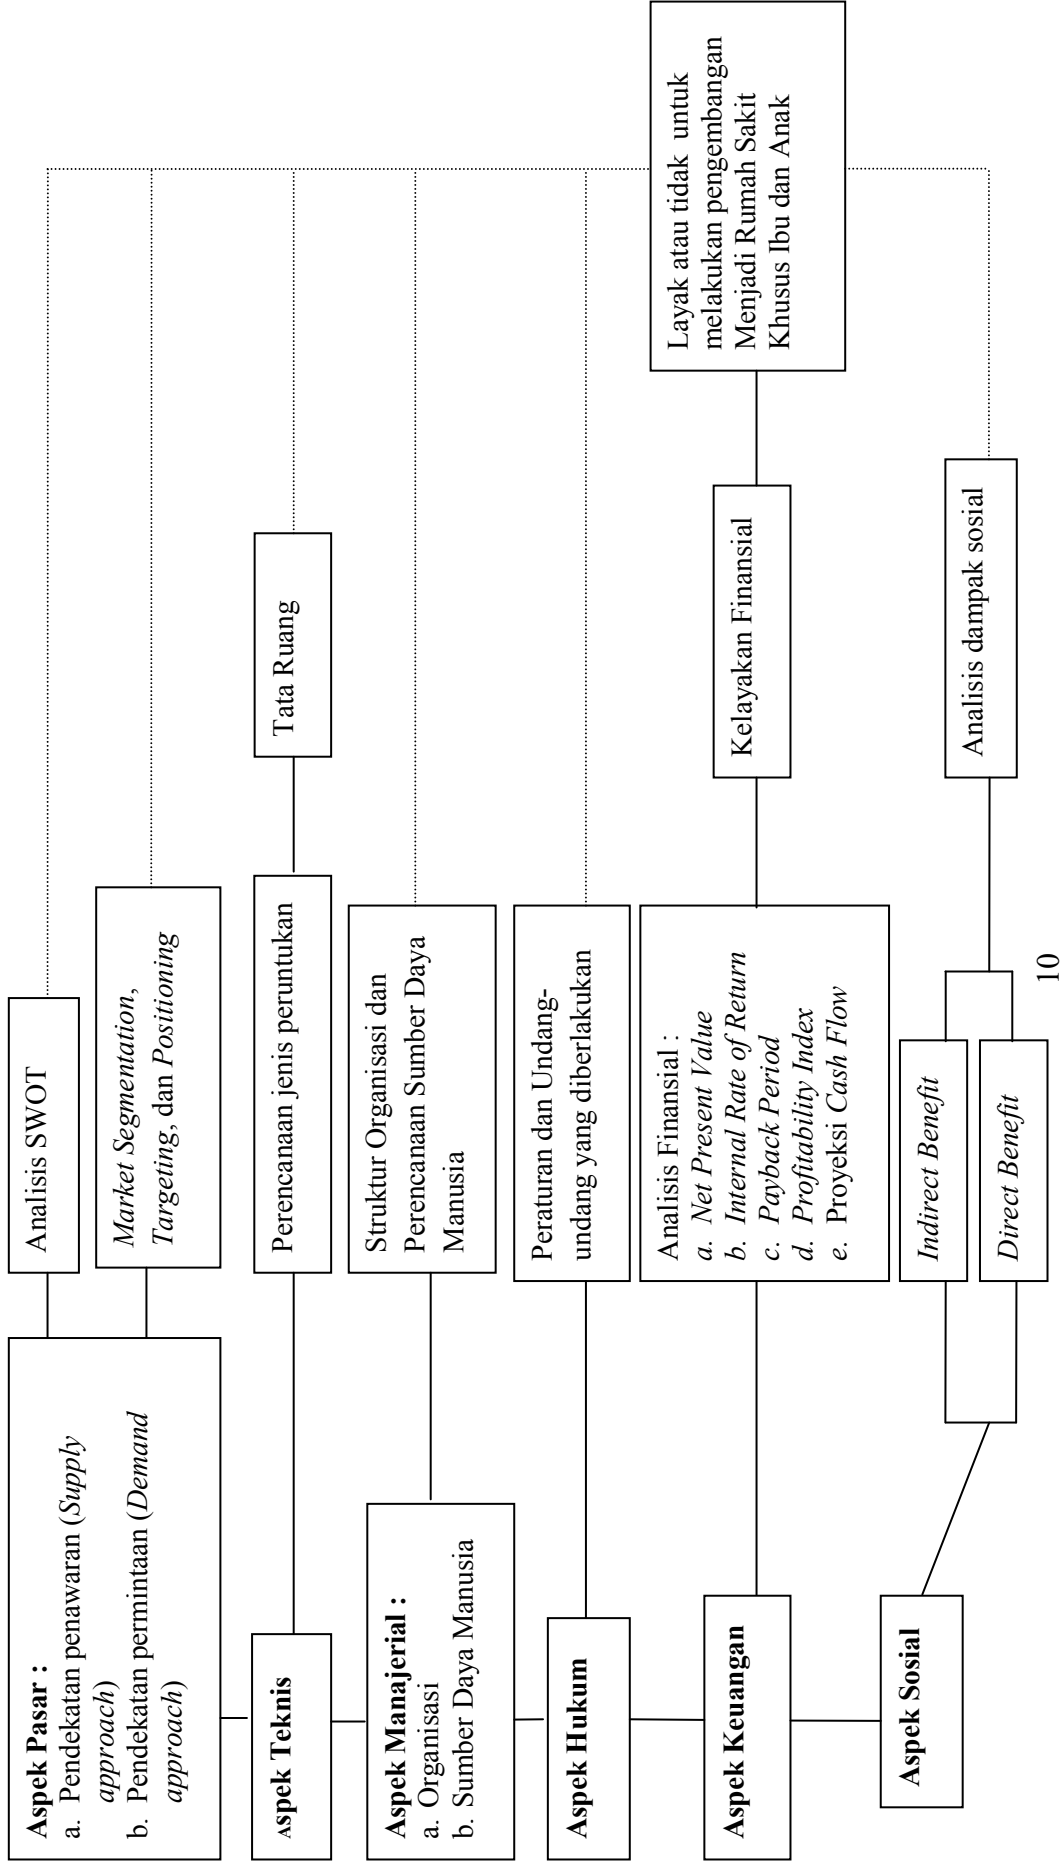 Aspek Pasar :
a. Pendekatan penawaran (Supply
approach)
b. Pendekatan permintaan (Demand
approach)
Analisis SWOT
Market Segmentation,
Targeting, dan Positioning
Aspek Teknis
Perencanaan jenis peruntukan
Tata Ruang
Aspek Manajerial :
a. Organisasi
b. Sumber Daya Manusia
Struktur Organisasi dan
Perencanaan Sumber Daya
Manusia
Aspek Hukum
Peraturan dan Undang-
undang yang diberlakukan
Aspek Keuangan
Analisis Finansial :
a. Net Present Value
b. Internal Rate of Return
c. Payback Period
d. Profitability Index
e. Proyeksi Cash Flow
Kelayakan Finansial
Layak atau tidak untuk
melakukan pengembangan
Menjadi Rumah Sakit
Khusus Ibu dan Anak
Aspek Sosial
Indirect Benefit
Direct Benefit
Analisis dampak sosial
10